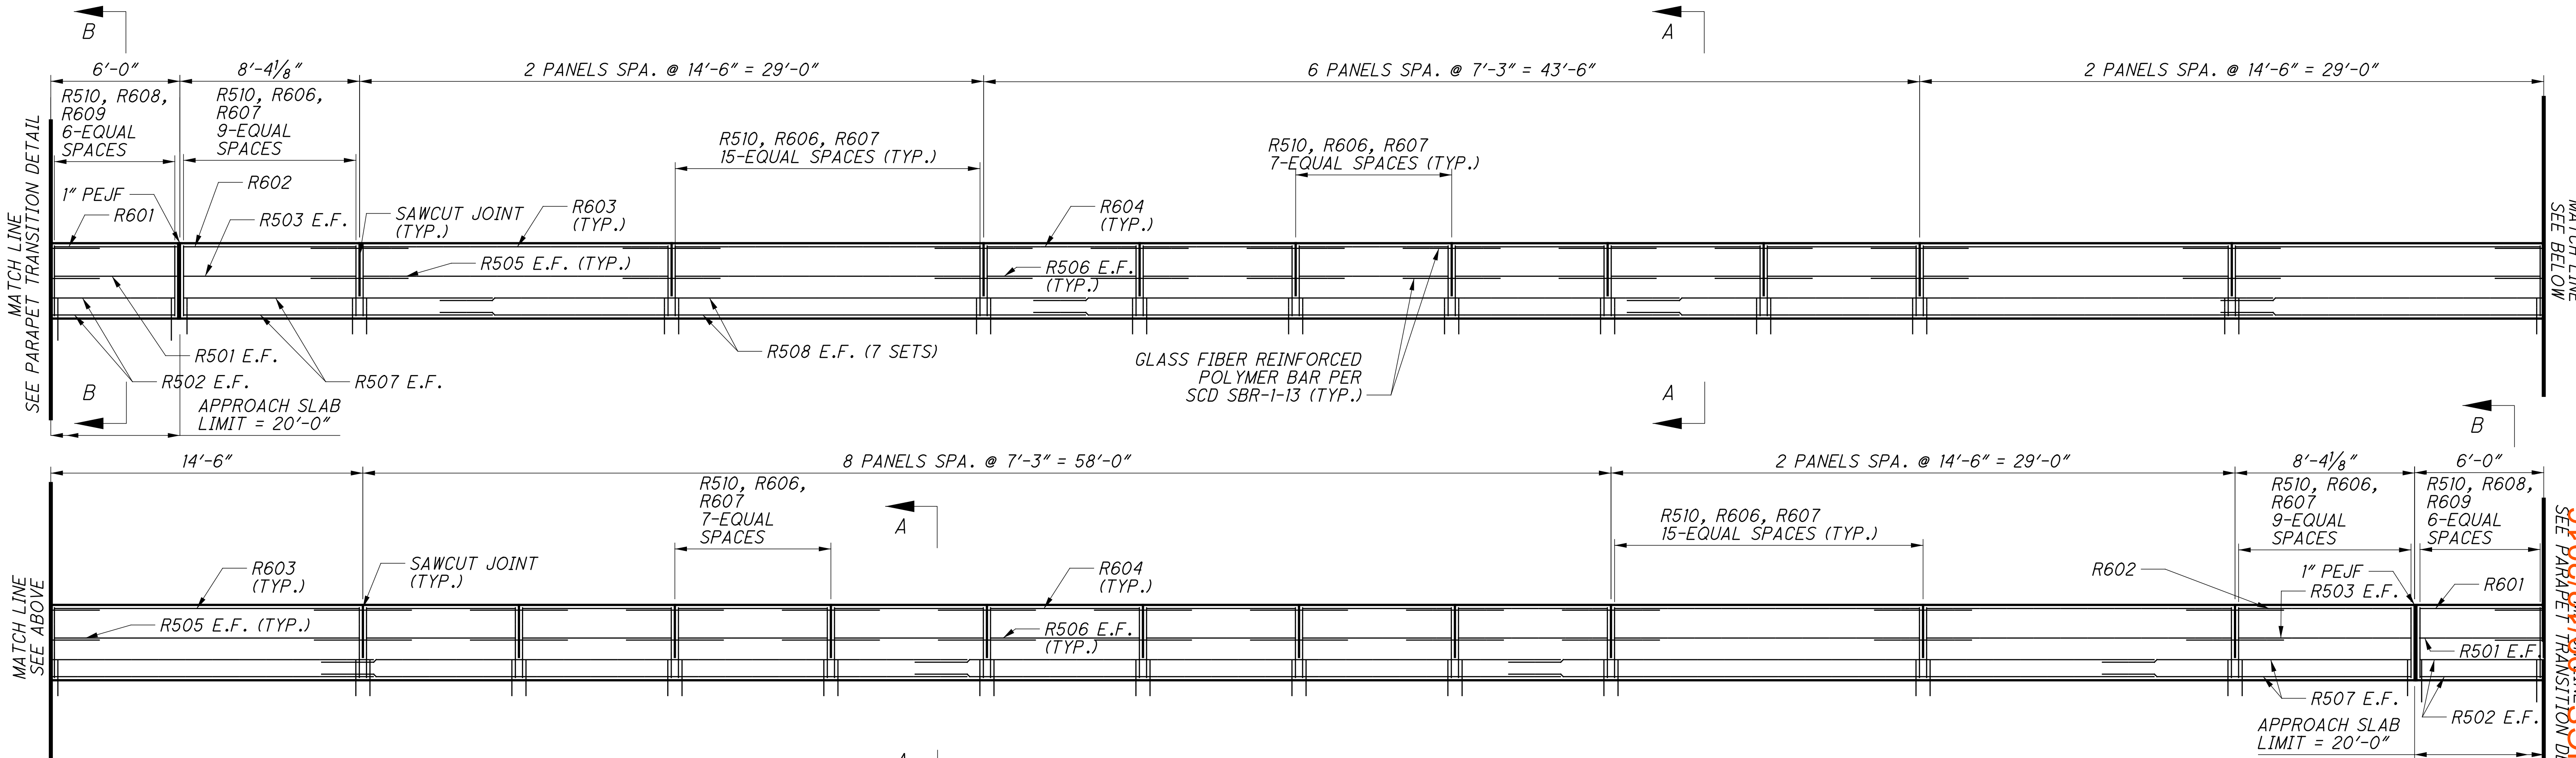 B
A
6'-0"
8'-4⅛"
2 PANELS SPA. @ 14'-6" = 29'-0"
6 PANELS SPA. @ 7'-3" = 43'-6"
2 PANELS SPA. @ 14'-6" = 29'-0"
R510, R608,
R609
6-EQUAL
SPACES
R510, R606,
R607
9-EQUAL
SPACES
R510, R606, R607
15-EQUAL SPACES (TYP.)
R510, R606, R607
7-EQUAL SPACES (TYP.)
MATCH LINE
SEE PARAPET TRANSITION DETAIL
1" PEJF
R601
R602
R503 E.F.
SAWCUT JOINT
(TYP.)
R603
(TYP.)
R604
(TYP.)
R505 E.F. (TYP.)
R506 E.F.
(TYP.)
MATCH LINE
SEE BELOW
R501 E.F.
R502 E.F.
R507 E.F.
R508 E.F. (7 SETS)
GLASS FIBER REINFORCED
POLYMER BAR PER
SCD SBR-1-13 (TYP.)
B
A
APPROACH SLAB
LIMIT = 20'-0"
B
14'-6"
8 PANELS SPA. @ 7'-3" = 58'-0"
2 PANELS SPA. @ 14'-6" = 29'-0"
8'-4⅛"
6'-0"
R510, R606,
R607
7-EQUAL
SPACES
A
R510, R606, R607
15-EQUAL SPACES (TYP.)
R510, R606,
R607
9-EQUAL
SPACES
R510, R608,
R609
6-EQUAL
SPACES
MATCH LINE
SEE ABOVE
R603
(TYP.)
SAWCUT JOINT
(TYP.)
R604
(TYP.)
R602
1" PEJF
R503 E.F.
R601
R505 E.F. (TYP.)
R506 E.F.
(TYP.)
R501 E.F.
R507 E.F.
R502 E.F.
APPROACH SLAB
LIMIT = 20'-0"
SEE PARAPET TRANSITION